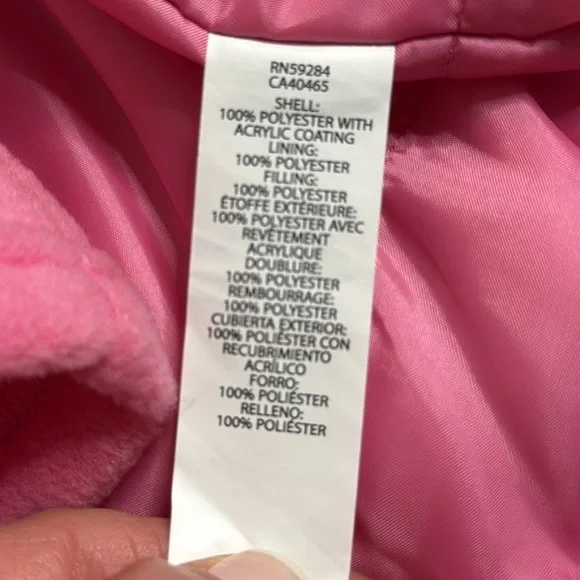 RN59284
CA40465
SHELL:
100% POLYESTER WITH
ACRYLIC COATING
LINING:
100% POLYESTER
FILLING:
100% POLYESTER
ÉTOFFE EXTÉRIEURE:
100% POLYESTER AVEC
REVÊTEMENT
ACRYLIQUE
DOUBLURE:
100% POLYESTER
REMBOURRAGE:
100% POLYESTER
CUBIERTA EXTERIOR:
100% POLIÉSTER CON
RECUBRIMIENTO
ACRÍLICO
FORRO:
100% POLIÉSTER
RELLENO:
100% POLIÉSTER